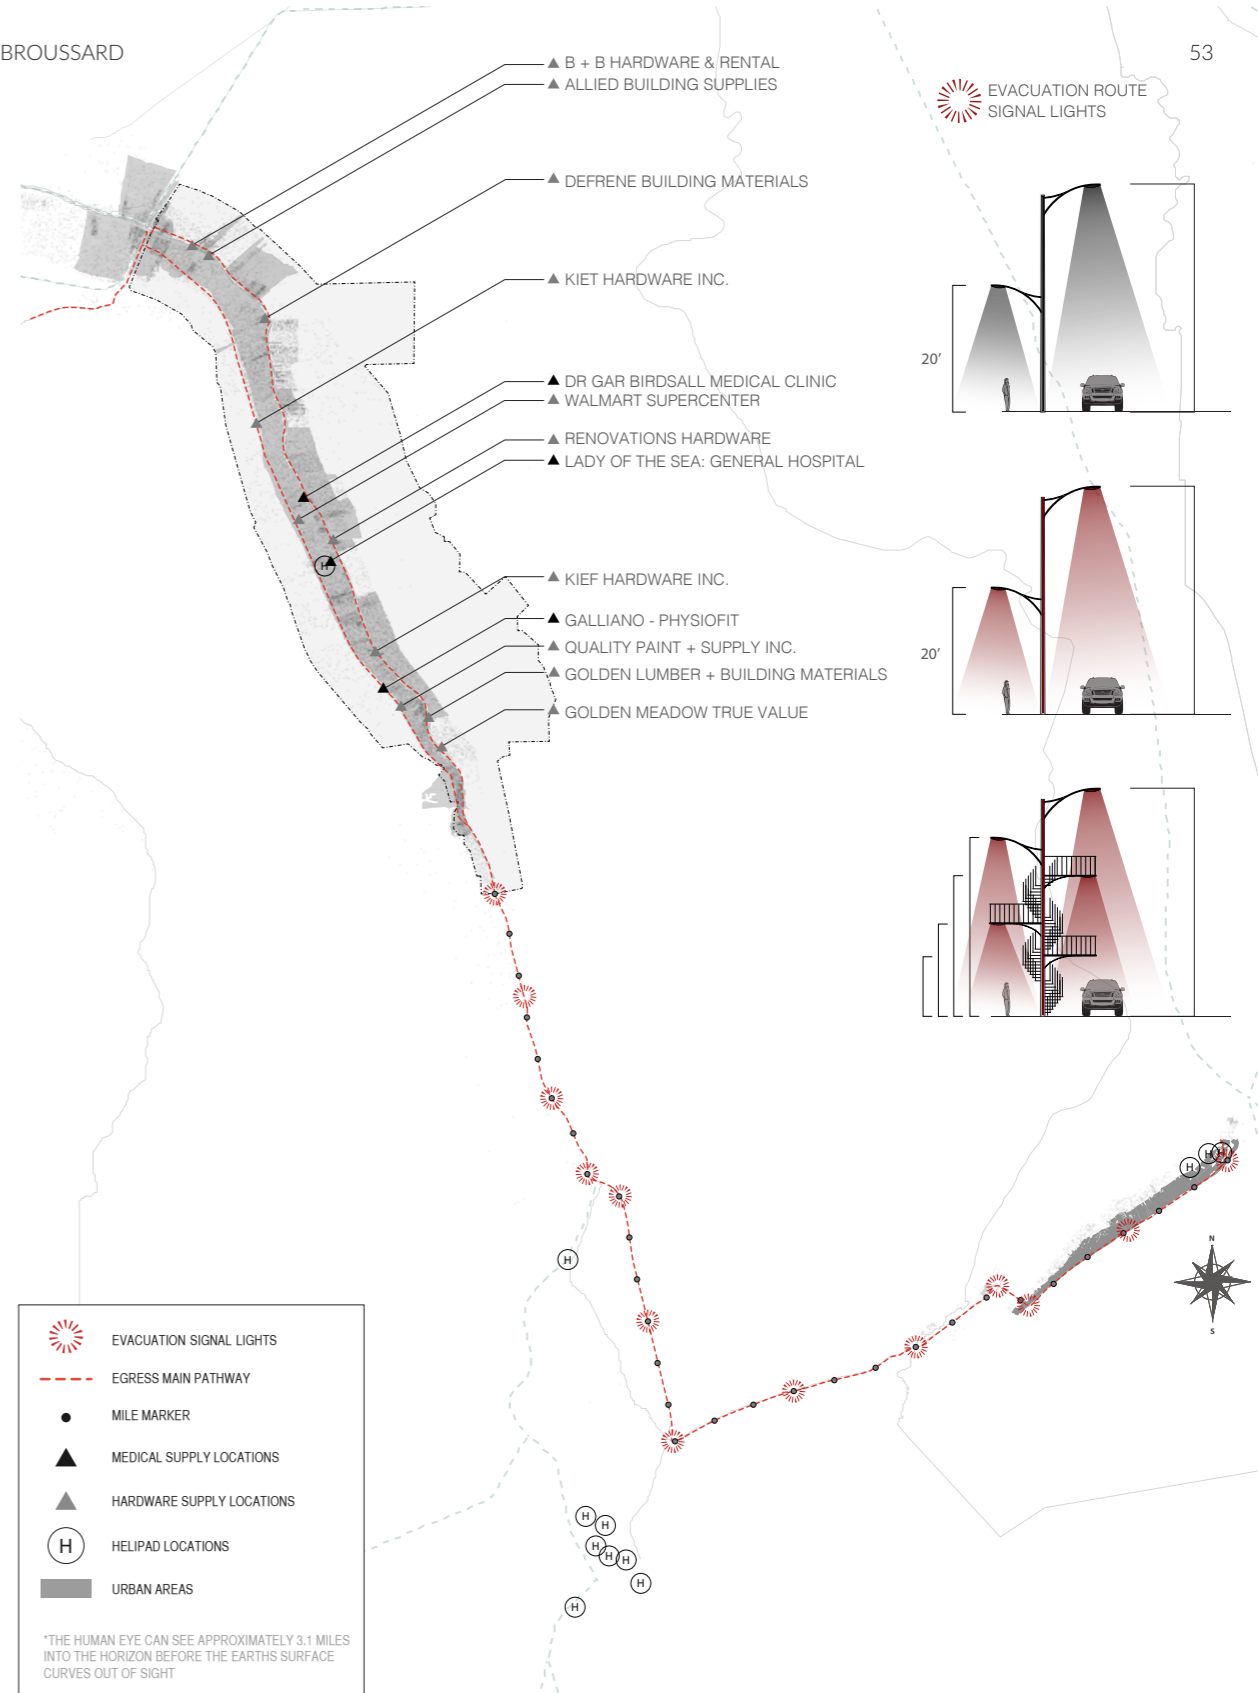 BROUSSARD
53
B + B HARDWARE & RENTAL
ALLIED BUILDING SUPPLIES
DEFRENE BUILDING MATERIALS
KIET HARDWARE INC.
DR GAR BIRDSALL MEDICAL CLINIC
WALMART SUPERCENTER
RENOVATIONS HARDWARE
LADY OF THE SEA: GENERAL HOSPITAL
KIEF HARDWARE INC.
GALLIANO - PHYSIOFIT
QUALITY PAINT + SUPPLY INC.
GOLDEN LUMBER + BUILDING MATERIALS
GOLDEN MEADOW TRUE VALUE
EVACUATION ROUTE
SIGNAL LIGHTS
20'
20'
H
H
H
H
H
N
S
H
H
H
H
H
H
H
EVACUATION SIGNAL LIGHTS
EGRESS MAIN PATHWAY
MILE MARKER
MEDICAL SUPPLY LOCATIONS
HARDWARE SUPPLY LOCATIONS
H
HELIPAD LOCATIONS
URBAN AREAS
*THE HUMAN EYE CAN SEE APPROXIMATELY 3.1 MILES
INTO THE HORIZON BEFORE THE EARTHS SURFACE
CURVES OUT OF SIGHT